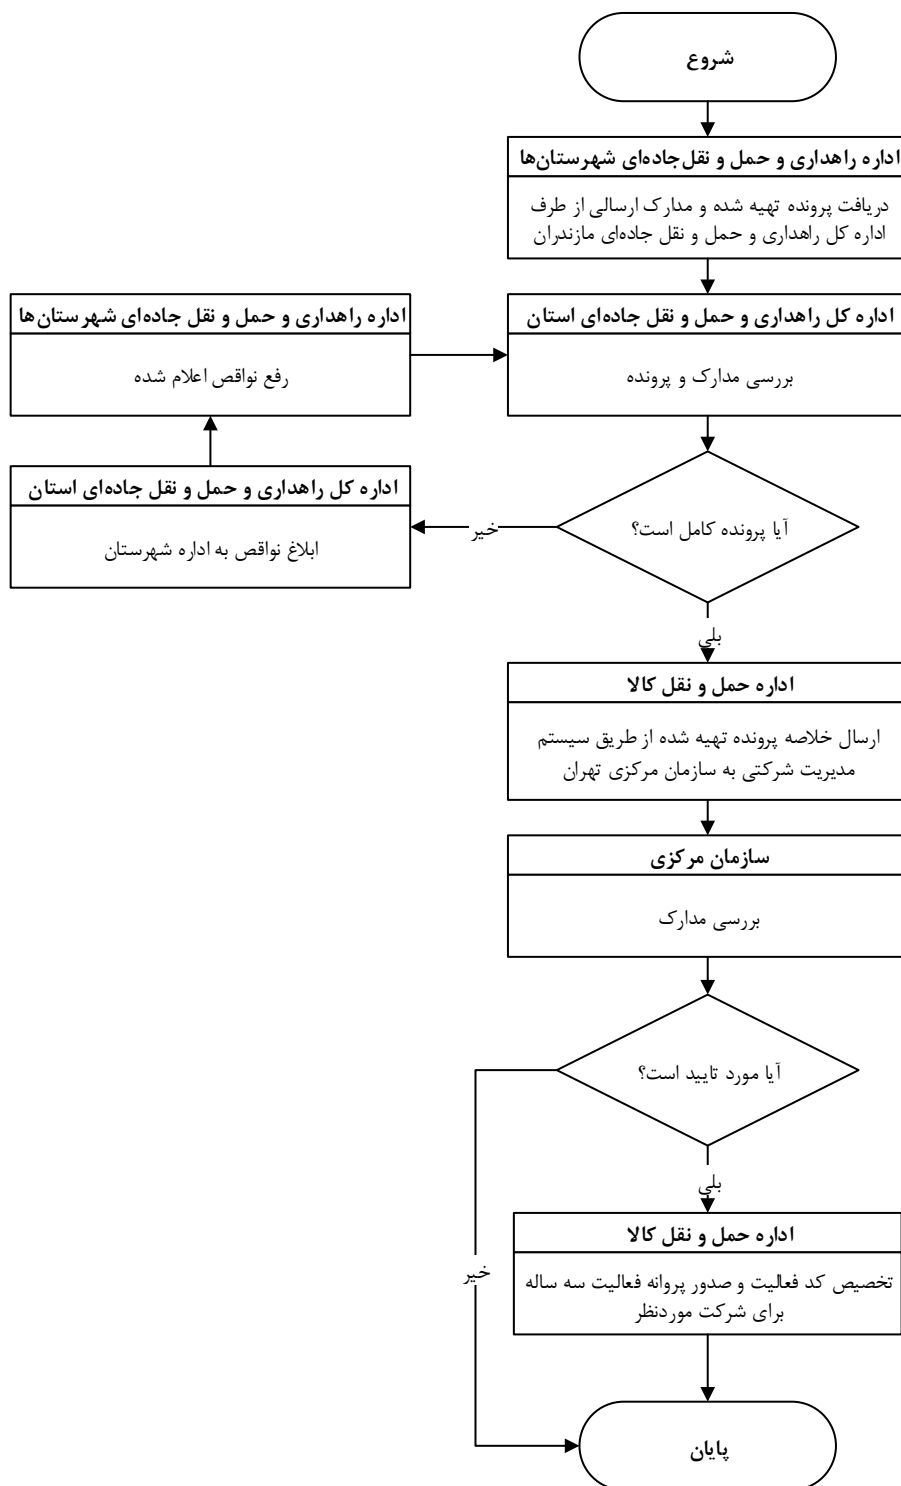 شروع
اداره راهداری و حمل و نقل جاده‌ای شهرستان‌ها
دریافت پرونده تهیه شده و مدارک ارسالی از طرف
اداره کل راهداری و حمل و نقل جاده‌ای مازندران
اداره کل راهداری و حمل و نقل جاده‌ای استان
بررسی مدارک و پرونده
اداره راهداری و حمل و نقل جاده‌ای شهرستان‌ها
رفع نواقص اعلام شده
آیا پرونده کامل است؟
خیر
اداره کل راهداری و حمل و نقل جاده‌ای استان
ابلاغ نواقص به اداره شهرستان
بلی
اداره حمل و نقل کالا
ارسال خلاصه پرونده تهیه شده از طریق سیستم
مدیریت شرکتی به سازمان مرکزی تهران
سازمان مرکزی
بررسی مدارک
آیا مورد تایید است؟
بلی
اداره حمل و نقل کالا
تخصیص کد فعالیت و صدور پروانه فعالیت سه ساله
برای شرکت موردنظر
خیر
پایان